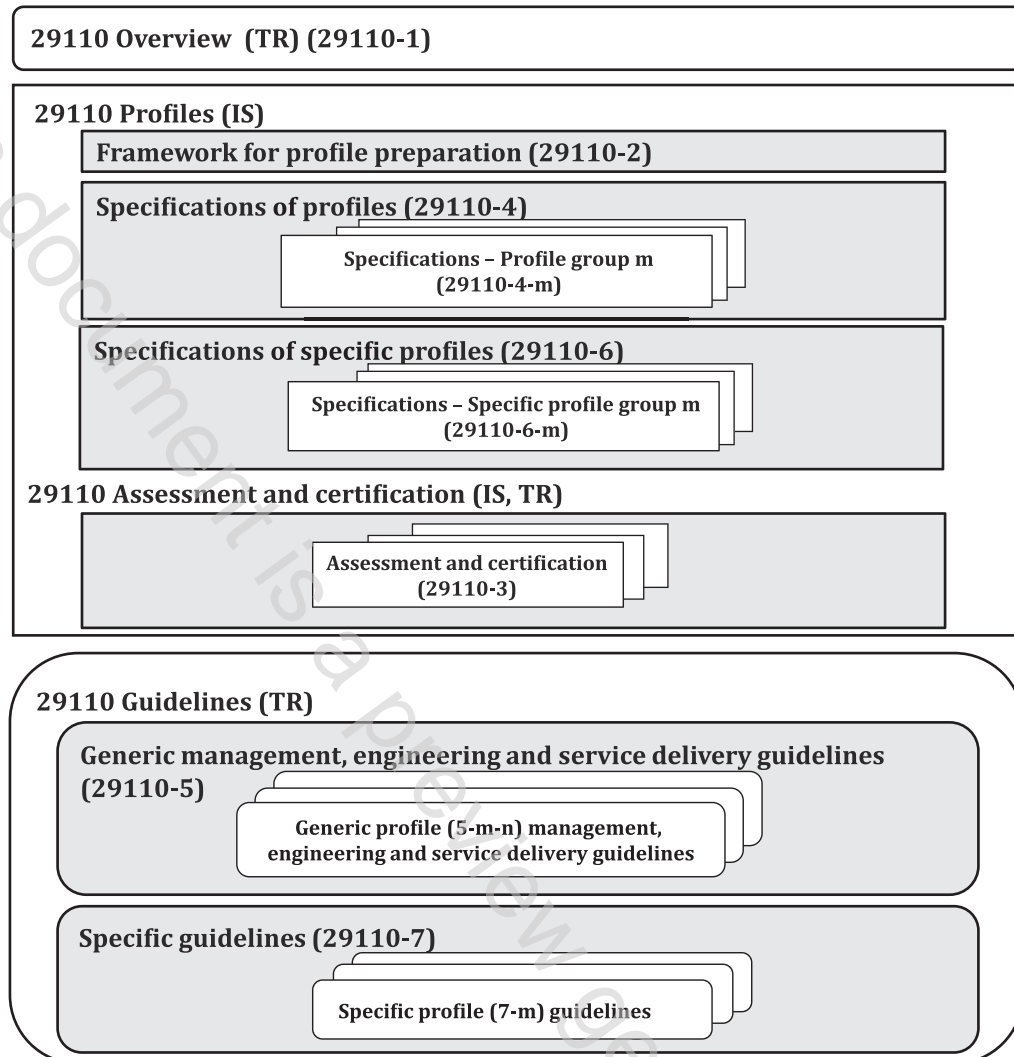 29110 Overview (TR) (29110-1)
29110 Profiles (IS)
Framework for profile preparation (29110-2)
Specifications of profiles (29110-4)
Specifications – Profile group m
(29110-4-m)
Specifications of specific profiles (29110-6)
Specifications – Specific profile group m
(29110-6-m)
29110 Assessment and certification (IS, TR)
Assessment and certification
(29110-3)
29110 Guidelines (TR)
Generic management, engineering and service delivery guidelines
(29110-5)
Generic profile (5-m-n) management,
engineering and service delivery guidelines
Specific guidelines (29110-7)
Specific profile (7-m) guidelines
document is a preview